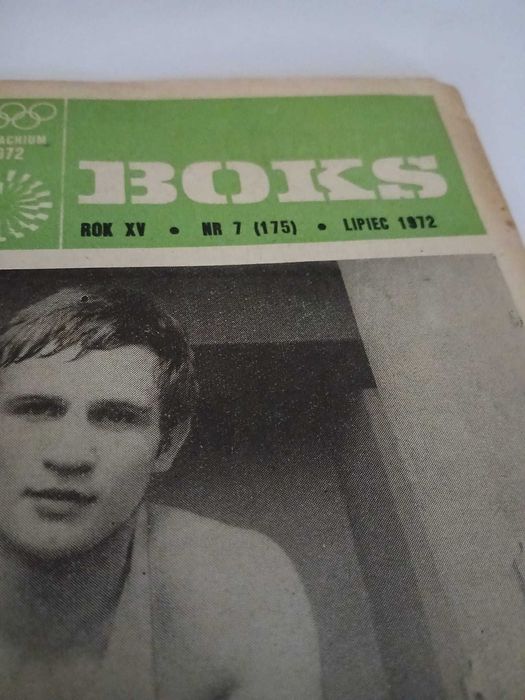 ACHIUM
972
BOKS
ROK XV • NR 7 (175) • LIPIEC 1972